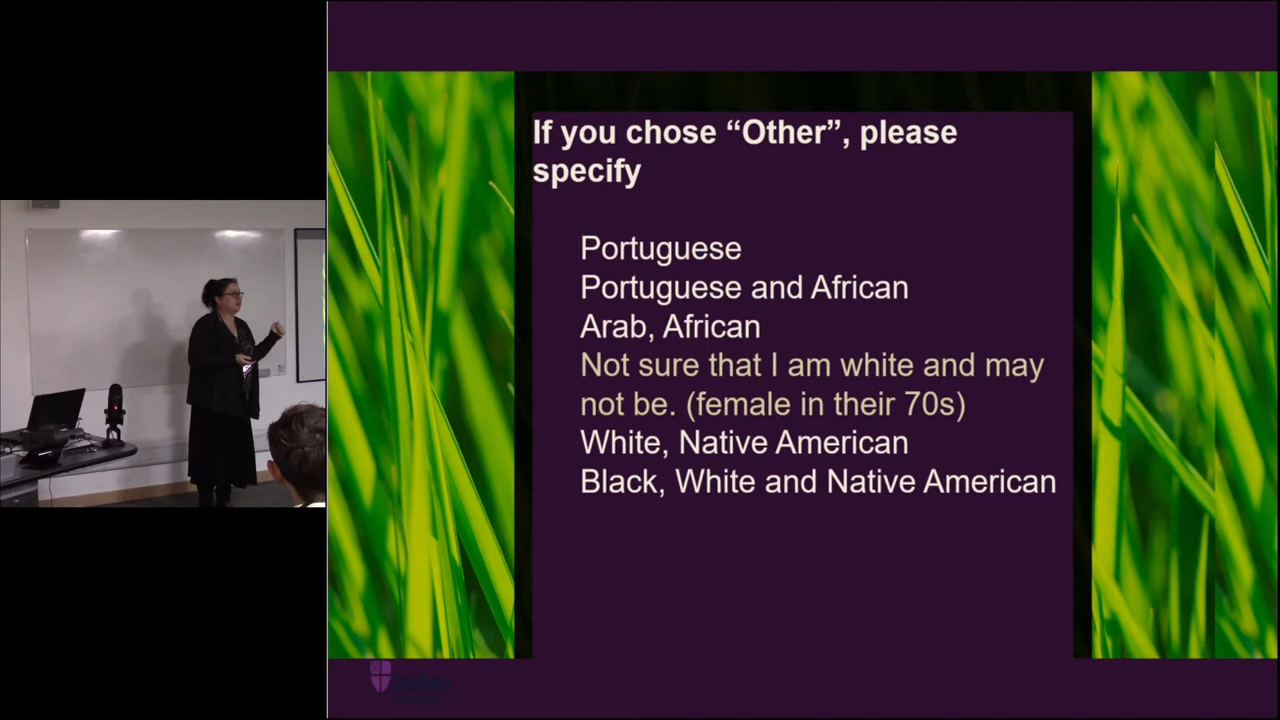 If you chose “Other”, please
specify
Portuguese
Portuguese and African
Arab, African
Not sure that I am white and may
not be. (female in their 70s)
White, Native American
Black, White and Native American